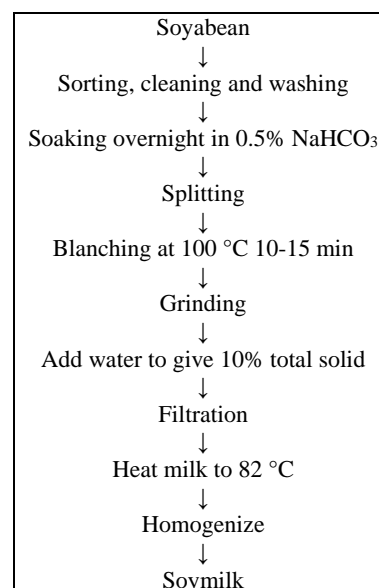 Soyabean
↓
Sorting, cleaning and washing
↓
Soaking overnight in 0.5% NaHCO₃
↓
Splitting
↓
Blanching at 100 °C 10-15 min
↓
Grinding
↓
Add water to give 10% total solid
↓
Filtration
↓
Heat milk to 82 °C
↓
Homogenize
↓
Soymilk